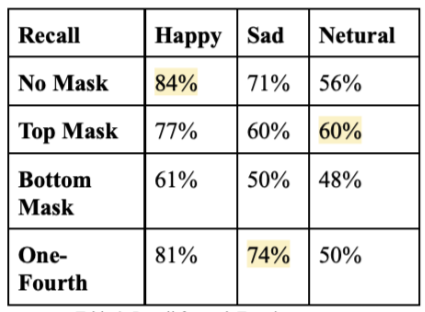 Recall Happy Sad Netural
No Mask 84% 71% 56%
Top Mask 77% 60% 60%
Bottom
Mask 61% 50% 48%
One-
Fourth 81% 74% 50%